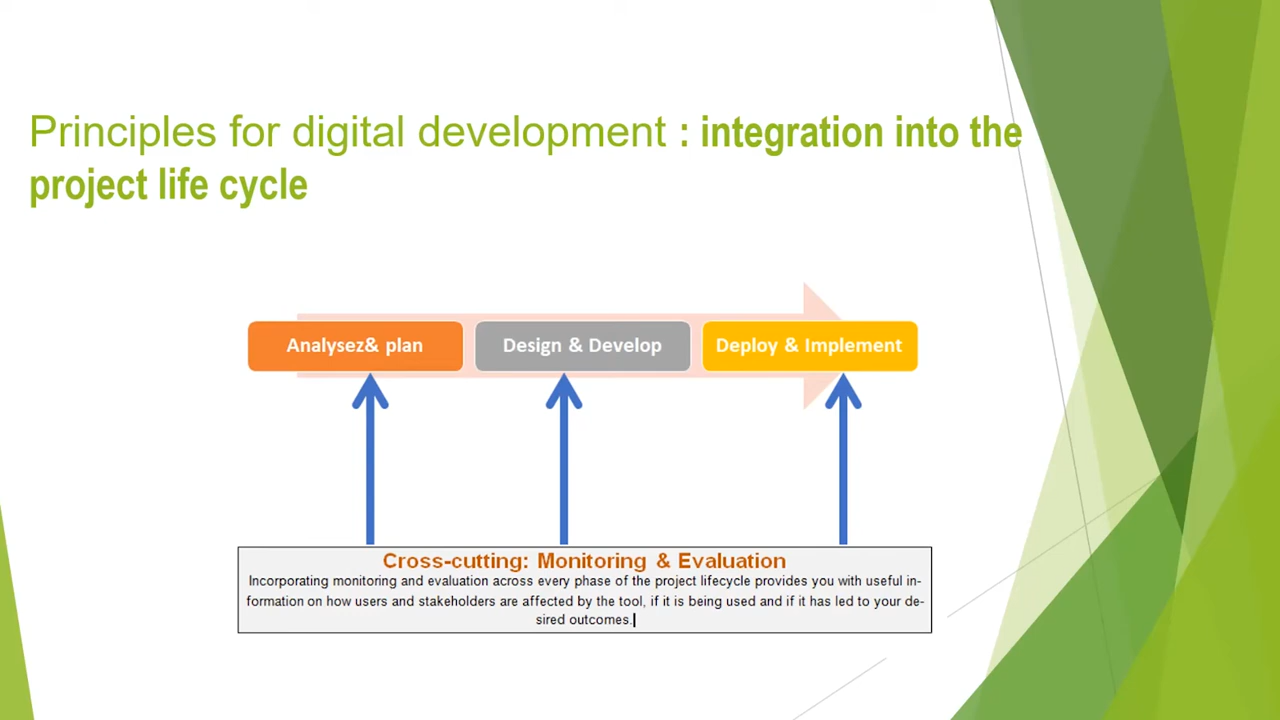 Principles for digital development : integration into the
project life cycle
Analysez& plan
Design & Develop
Deploy & Implement
Cross-cutting: Monitoring & Evaluation
Incorporating monitoring and evaluation across every phase of the project lifecycle provides you with useful in-
formation on how users and stakeholders are affected by the tool, if it is being used and if it has led to your de-
sired outcomes.